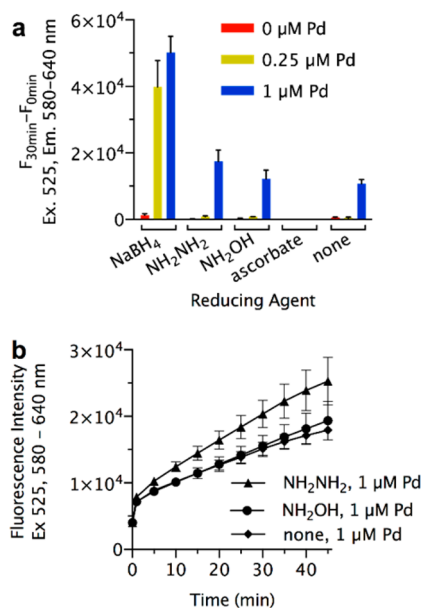 a
F30min−F0min
Ex. 525, Em. 580–640 nm
6×10⁴
4×10⁴
2×10⁴
0
0 μM Pd
0.25 μM Pd
1 μM Pd
NaBH₄
NH₂NH₂
NH₂OH
ascorbate
none
Reducing Agent
b
Fluorescence Intensity
Ex 525, 580 – 640 nm
3×10⁴
2×10⁴
1×10⁴
0
NH₂NH₂, 1 μM Pd
NH₂OH, 1 μM Pd
none, 1 μM Pd
0 10 20 30 40
Time (min)